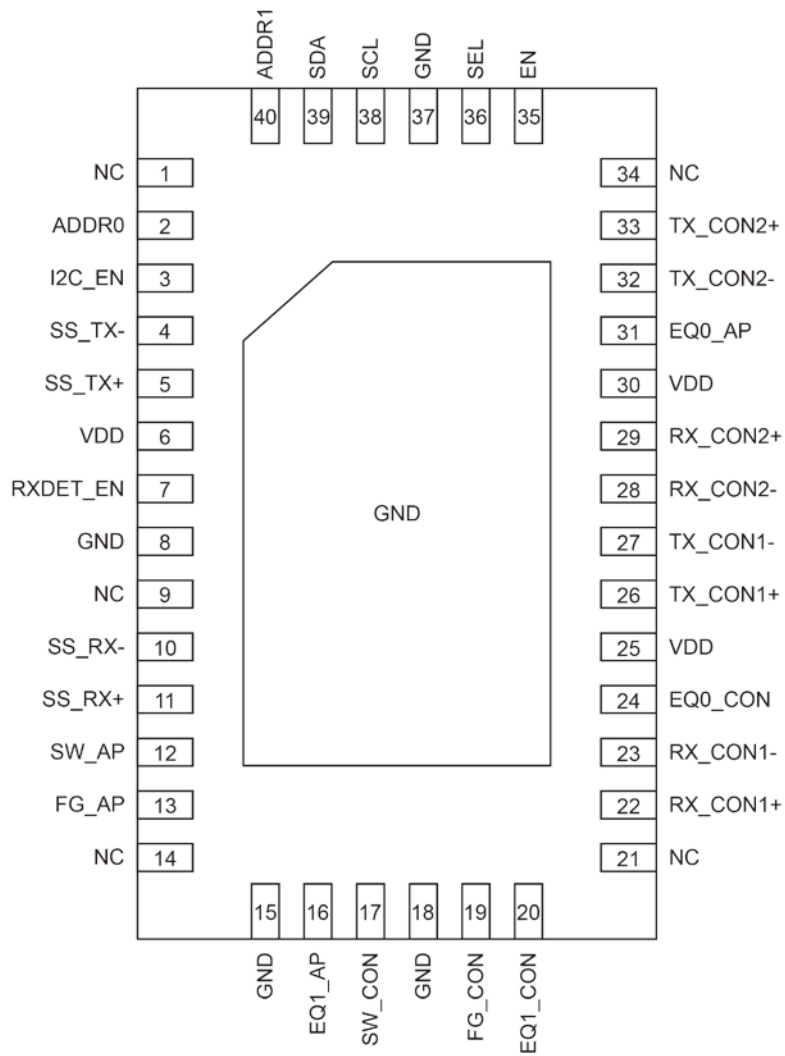 ADDR1 SDA SCL GND SEL EN
40 39 38 37 36 35
NC 1 34 NC
ADDR0 2 33 TX_CON2+
I2C_EN 3 32 TX_CON2-
SS_TX- 4 31 EQ0_AP
SS_TX+ 5 30 VDD
VDD 6 29 RX_CON2+
RXDET_EN 7 28 RX_CON2-
GND 8 27 TX_CON1-
GND
NC 9 26 TX_CON1+
SS_RX- 10 25 VDD
SS_RX+ 11 24 EQ0_CON
SW_AP 12 23 RX_CON1-
FG_AP 13 22 RX_CON1+
NC 14 21 NC
15 16 17 18 19 20
GND EQ1_AP SW_CON GND FG_CON EQ1_CON